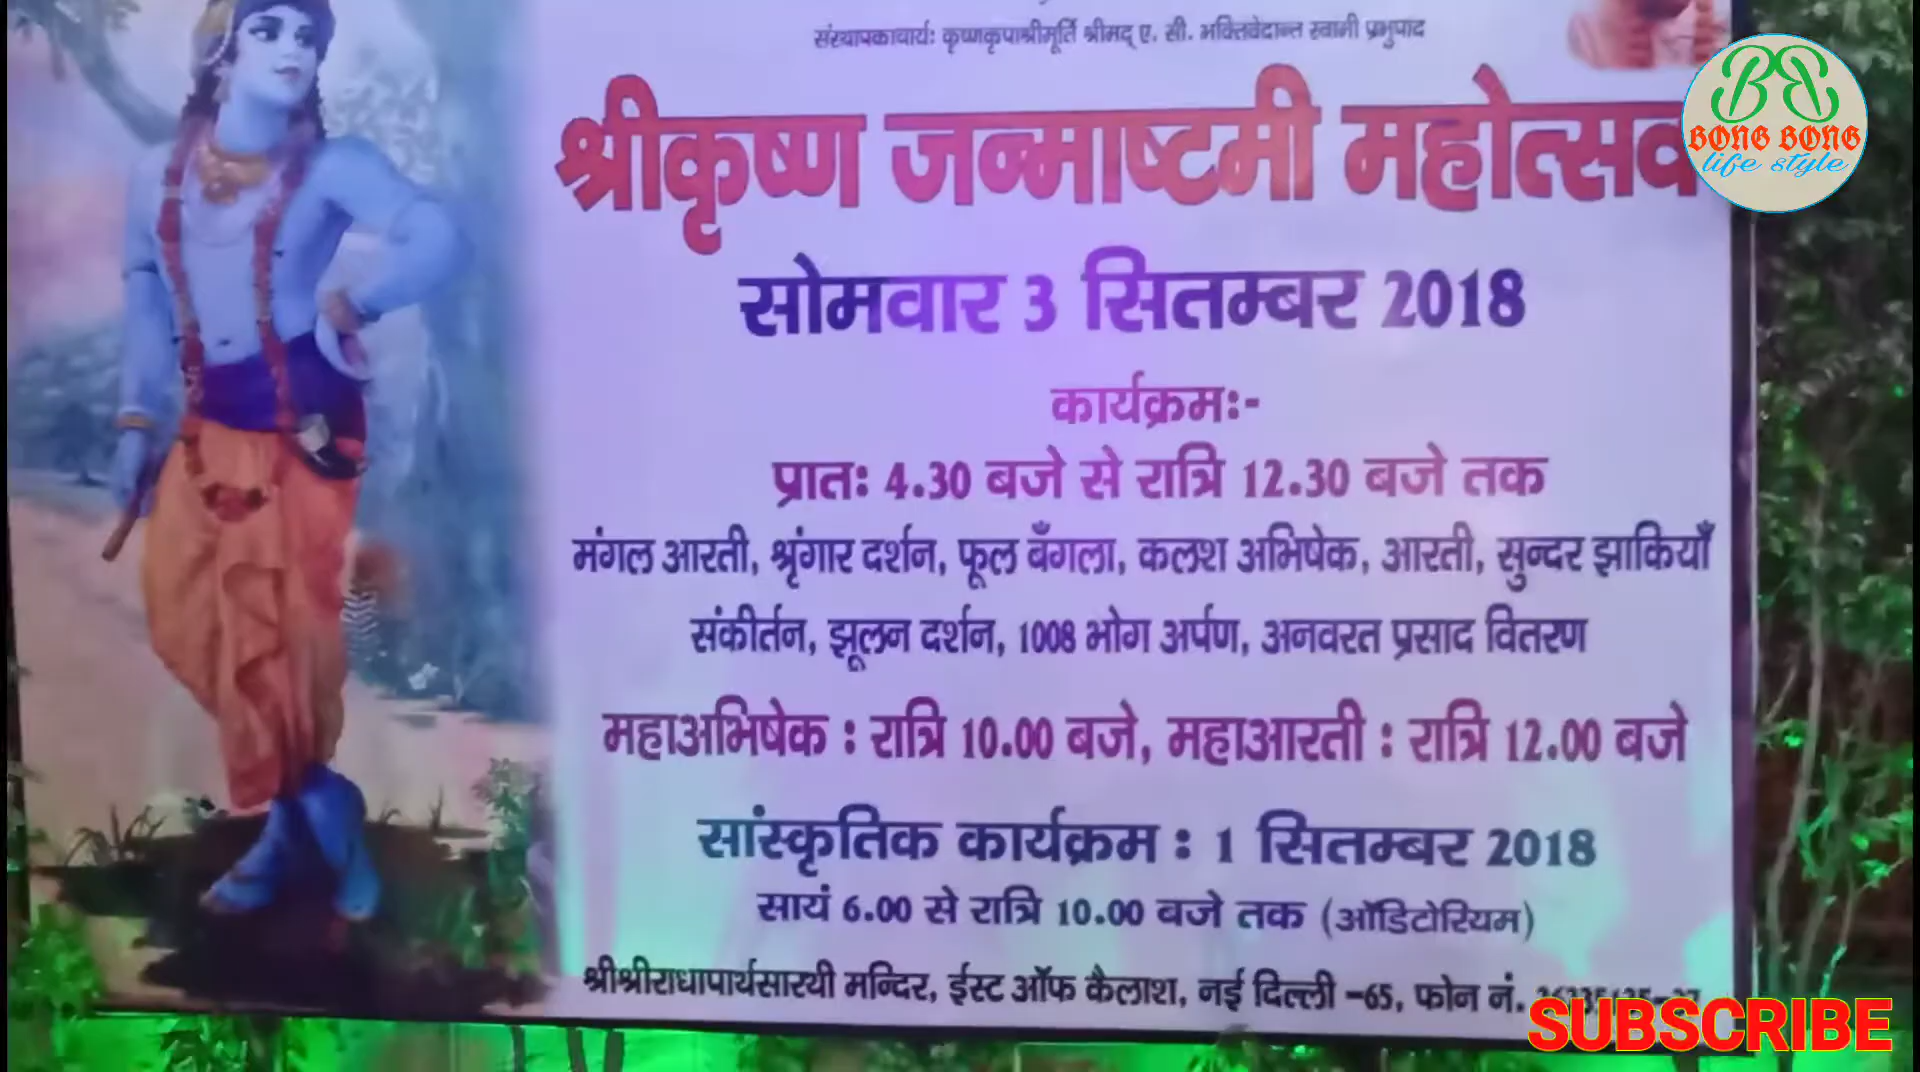 संस्थापकाचार्यः कृष्णकृपाश्रीमूर्ति श्रीमद् ए. सी. भक्तिवेदान्त स्वामी प्रभुपाद
श्रीकृष्ण जन्माष्टमी महोत्सव
BONG BONG
life style
सोमवार 3 सितम्बर 2018
कार्यक्रमः-
प्रातः 4.30 बजे से रात्रि 12.30 बजे तक
मंगल आरती, श्रृंगार दर्शन, फूल बँगला, कलश अभिषेक, आरती, सुन्दर झाकियाँ
संकीर्तन, झूलन दर्शन, 1008 भोग अर्पण, अनवरत प्रसाद वितरण
महाअभिषेक : रात्रि 10.00 बजे, महाआरती : रात्रि 12.00 बजे
सांस्कृतिक कार्यक्रम : 1 सितम्बर 2018
सायं 6.00 से रात्रि 10.00 बजे तक (ऑडिटोरियम)
श्रीश्रीराधापार्थसारथी मन्दिर, ईस्ट ऑफ कैलाश, नई दिल्ली -65, फोन नं.
SUBSCRIBE